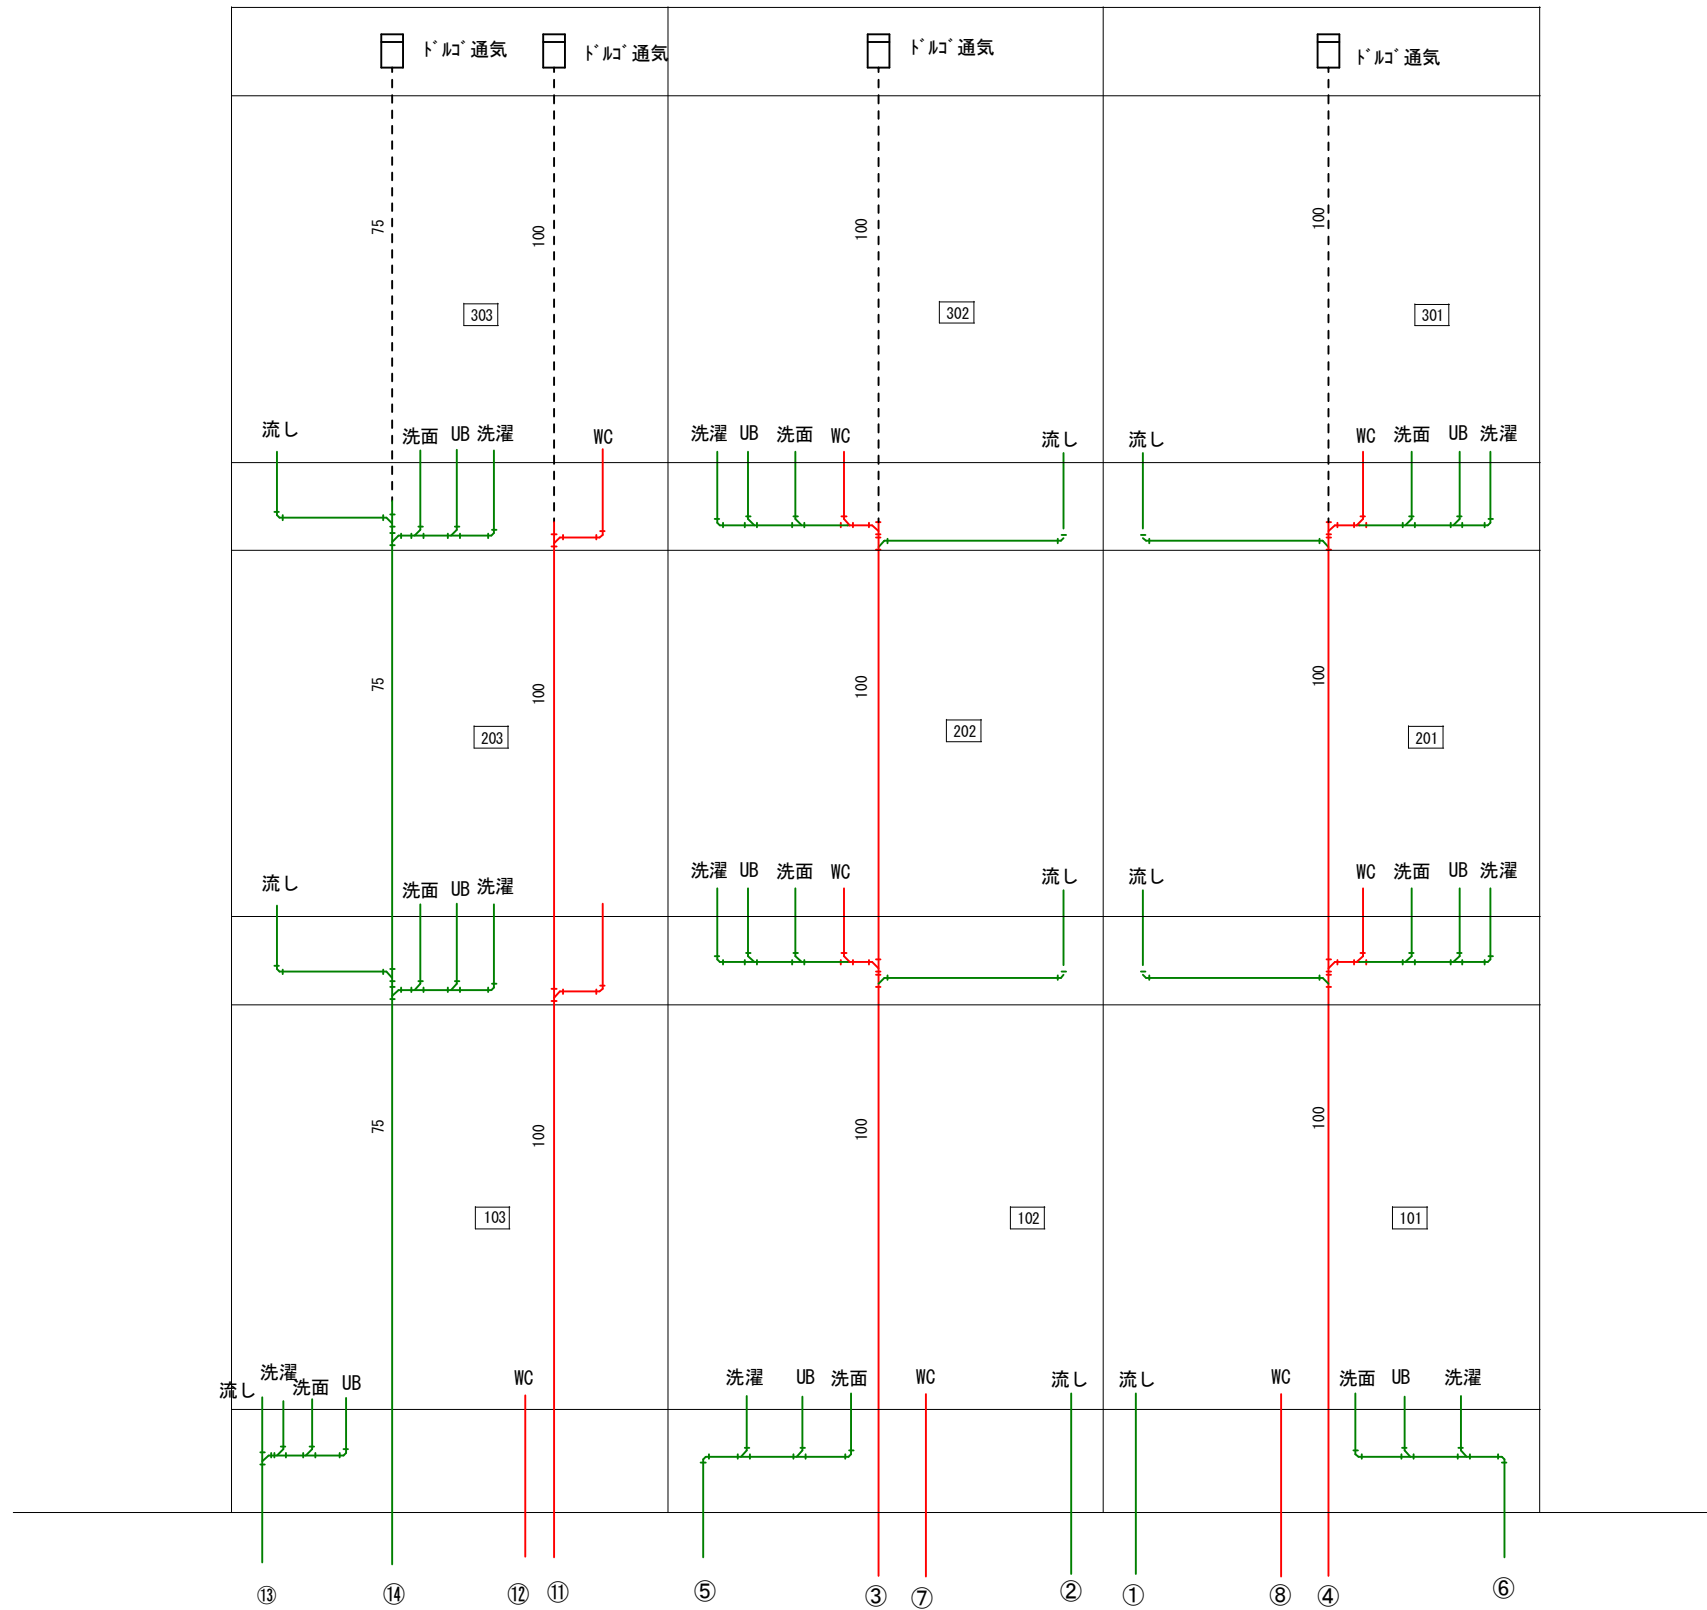 ﾄﾞﾙｺﾞ通気
ﾄﾞﾙｺﾞ通気
ﾄﾞﾙｺﾞ通気
ﾄﾞﾙｺﾞ通気
75
100
100
100
303
302
301
流し
洗面
UB
洗濯
WC
洗濯
UB
洗面
WC
流し
流し
WC
洗面
UB
洗濯
75
100
100
100
203
202
201
流し
洗面
UB
洗濯
洗濯
UB
洗面
WC
流し
流し
WC
洗面
UB
洗濯
75
100
100
100
103
102
101
流し
洗濯
洗面
UB
WC
洗濯
UB
洗面
WC
流し
流し
WC
洗面
UB
洗濯
⑬
⑭
⑫
⑪
⑤
③
⑦
②
①
⑧
④
⑥